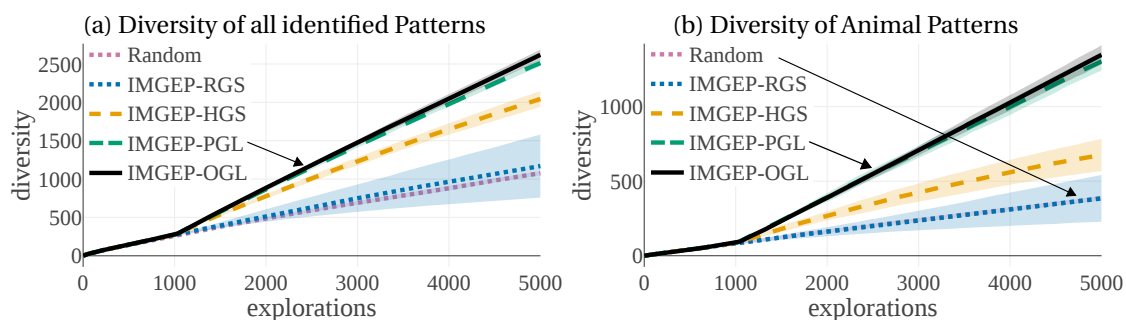 (a) Diversity of all identified Patterns
diversity
2500
2000
1500
1000
500
0
Random
IMGEP-RGS
IMGEP-HGS
IMGEP-PGL
IMGEP-OGL
0 1000 2000 3000 4000 5000
explorations
(b) Diversity of Animal Patterns
diversity
1000
500
0
Random
IMGEP-RGS
IMGEP-HGS
IMGEP-PGL
IMGEP-OGL
0 1000 2000 3000 4000 5000
explorations